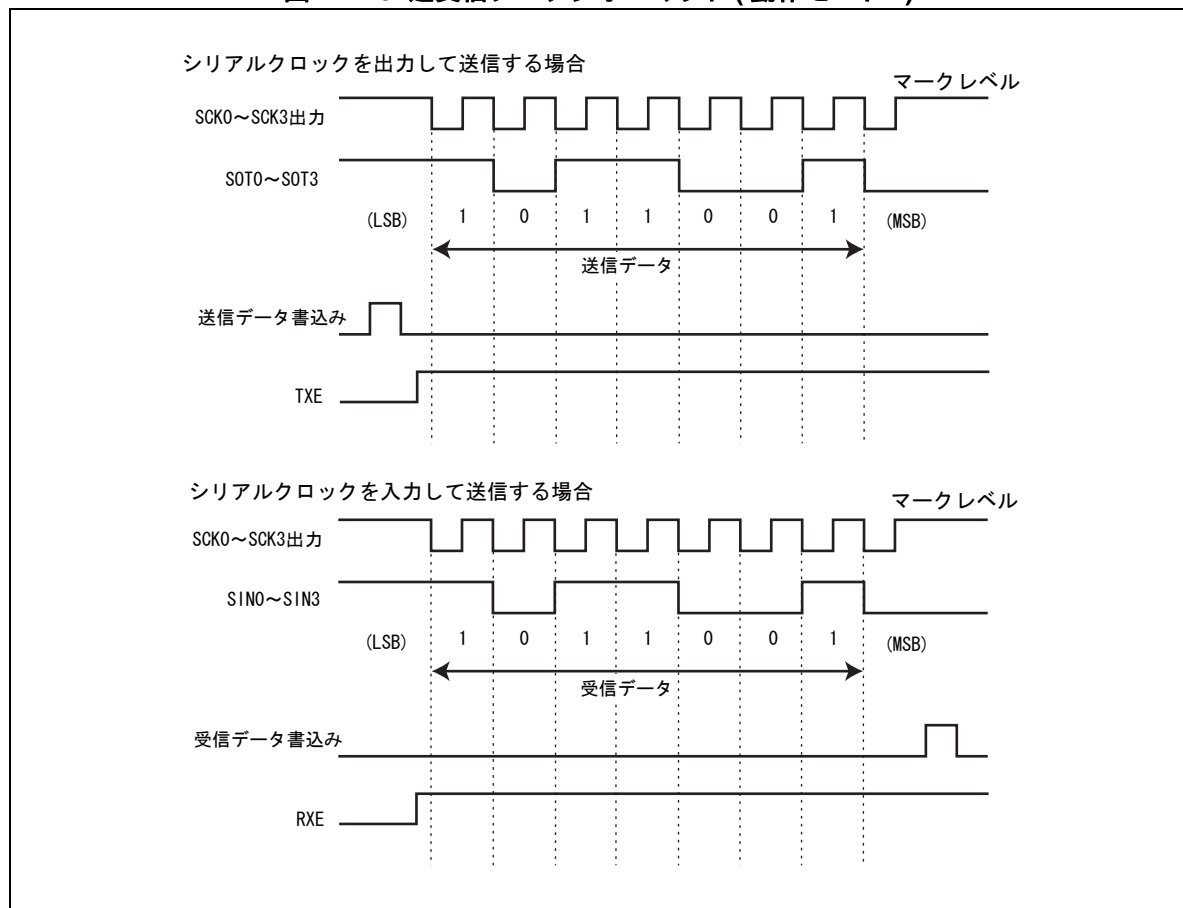 シリアルクロックを出力して送信する場合
マークレベル
SCK0～SCK3出力
SOT0～SOT3
(LSB) 1 0 1 1 0 0 1 (MSB)
送信データ
送信データ書込み
TXE
シリアルクロックを入力して送信する場合
マークレベル
SCK0～SCK3出力
SIN0～SIN3
(LSB) 1 0 1 1 0 0 1 (MSB)
受信データ
受信データ書込み
RXE